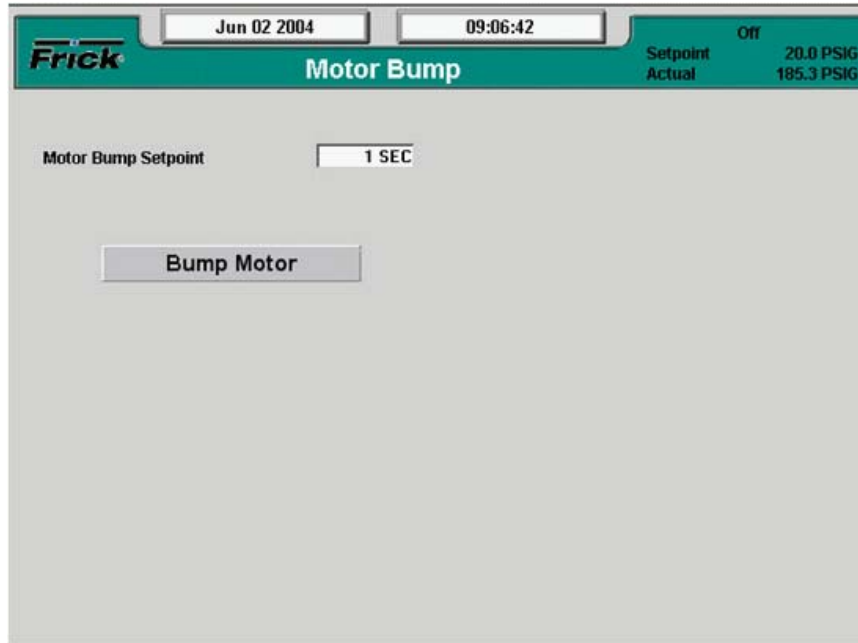 Jun 02 2004
09:06:42
Off
Frick
Motor Bump
Setpoint 20.0 PSIG
Actual 185.3 PSIG
Motor Bump Setpoint 1 SEC
Bump Motor